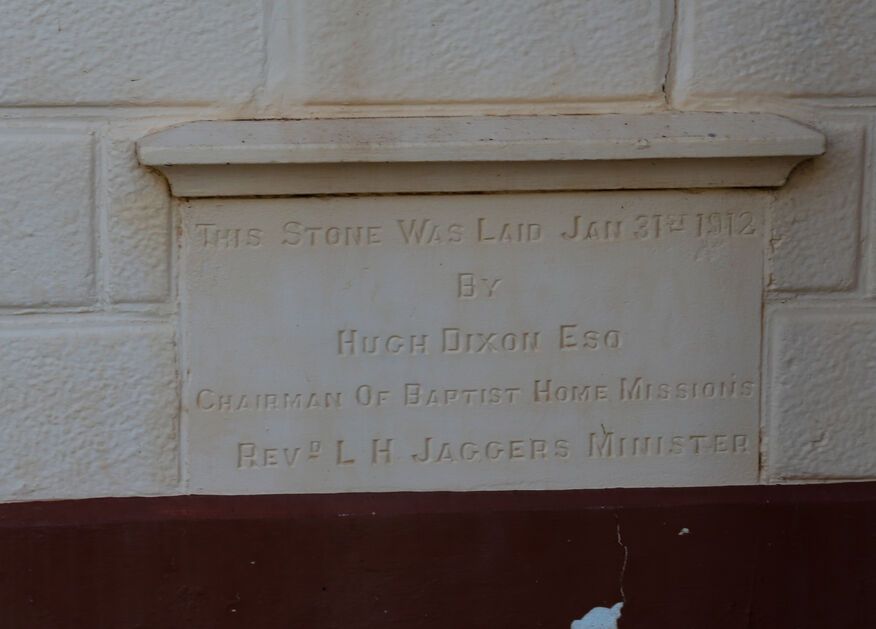 This Stone Was Laid Jan 31st 1912
By
Hugh Dixon Esq
Chairman Of Baptist Home Missions
Revd L H Jaggers Minister